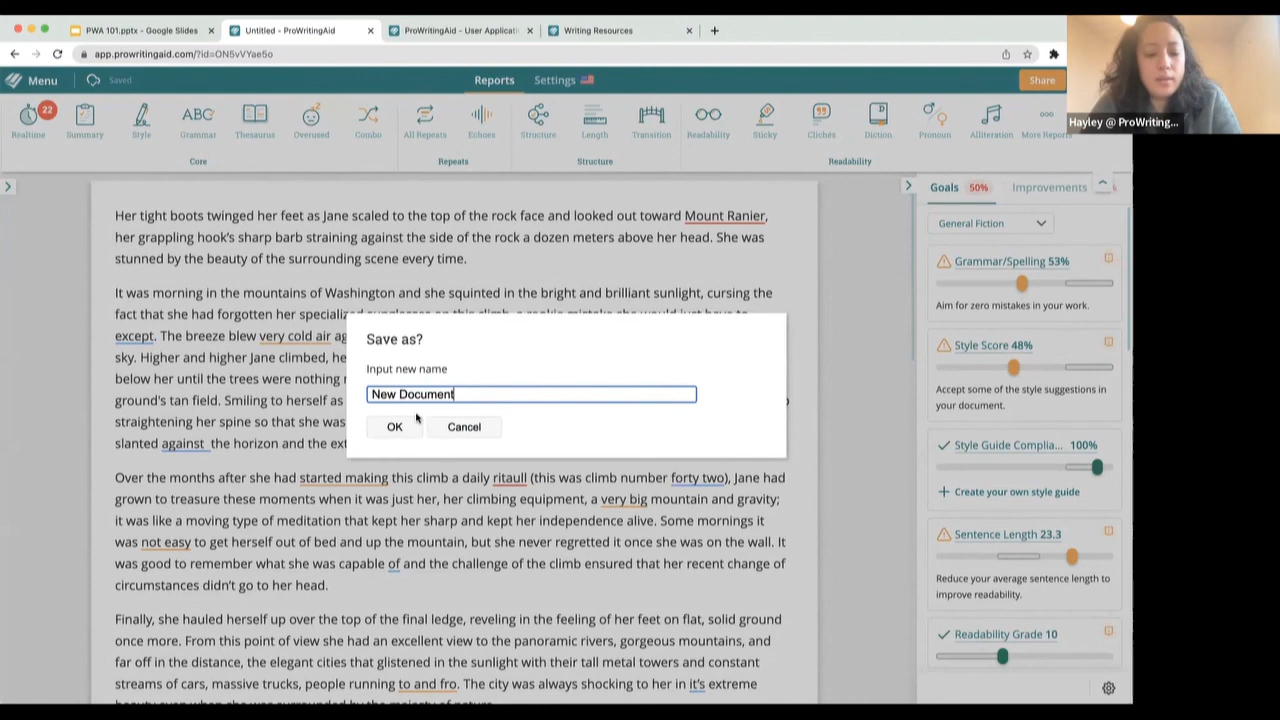 PWA 101.pptx - Google Slides
Untitled - ProWritingAid
ProWritingAid - User Applicati
Writing Resources
app.prowritingaid.com/?id=ON5vVYae5o
Menu
Saved
Reports
Settings
Share
22
Realtime
Summary
Style
ABC
Grammar
Thesaurus
Overused
Combo
All Repeats
Echoes
Structure
Length
Transition
Readability
Sticky
Clichés
Diction
Pronoun
Alliteration
More Reports
Core
Repeats
Structure
Readability
Hayley @ ProWriting...
Her tight boots twinged her feet as Jane scaled to the top of the rock face and looked out toward Mount Ranier,
her grappling hook's sharp barb straining against the side of the rock a dozen meters above her head. She was
stunned by the beauty of the surrounding scene every time.
It was morning in the mountains of Washington and she squinted in the bright and brilliant sunlight, cursing the
fact that she had forgotten her
except. The breeze blew very cold air
sky. Higher and higher Jane climbed, he
below her until the trees were nothing
ground's tan field. Smiling to herself as
straightening her spine so that she was
slanted against the horizon and the
Save as?
Input new name
New Document
OK
Cancel
Over the months after she had started making this climb a daily ritaull (this was climb number forty two), Jane had
grown to treasure these moments when it was just her, her climbing equipment, a very big mountain and gravity;
it was like a moving type of meditation that kept her sharp and kept her independence alive. Some mornings it
was not easy to get herself out of bed and up the mountain, but she never regretted it once she was on the wall. It
was good to remember what she was capable of and the challenge of the climb ensured that her recent change of
circumstances didn't go to her head.
Finally, she hauled herself up over the top of the final ledge, reveling in the feeling of her feet on flat, solid ground
once more. From this point of view she had an excellent view to the panoramic rivers, gorgeous mountains, and
far off in the distance, the elegant cities that glistened in the sunlight with their tall metal towers and constant
streams of cars, massive trucks, people running to and fro. The city was always shocking to her in it's extreme
Goals 50%
Improvements
General Fiction
Grammar/Spelling 53%
Aim for zero mistakes in your work.
Style Score 48%
Accept some of the style suggestions in
your document.
Style Guide Complia... 100%
Create your own style guide
Sentence Length 23.3
Reduce your average sentence length to
improve readability.
Readability Grade 10